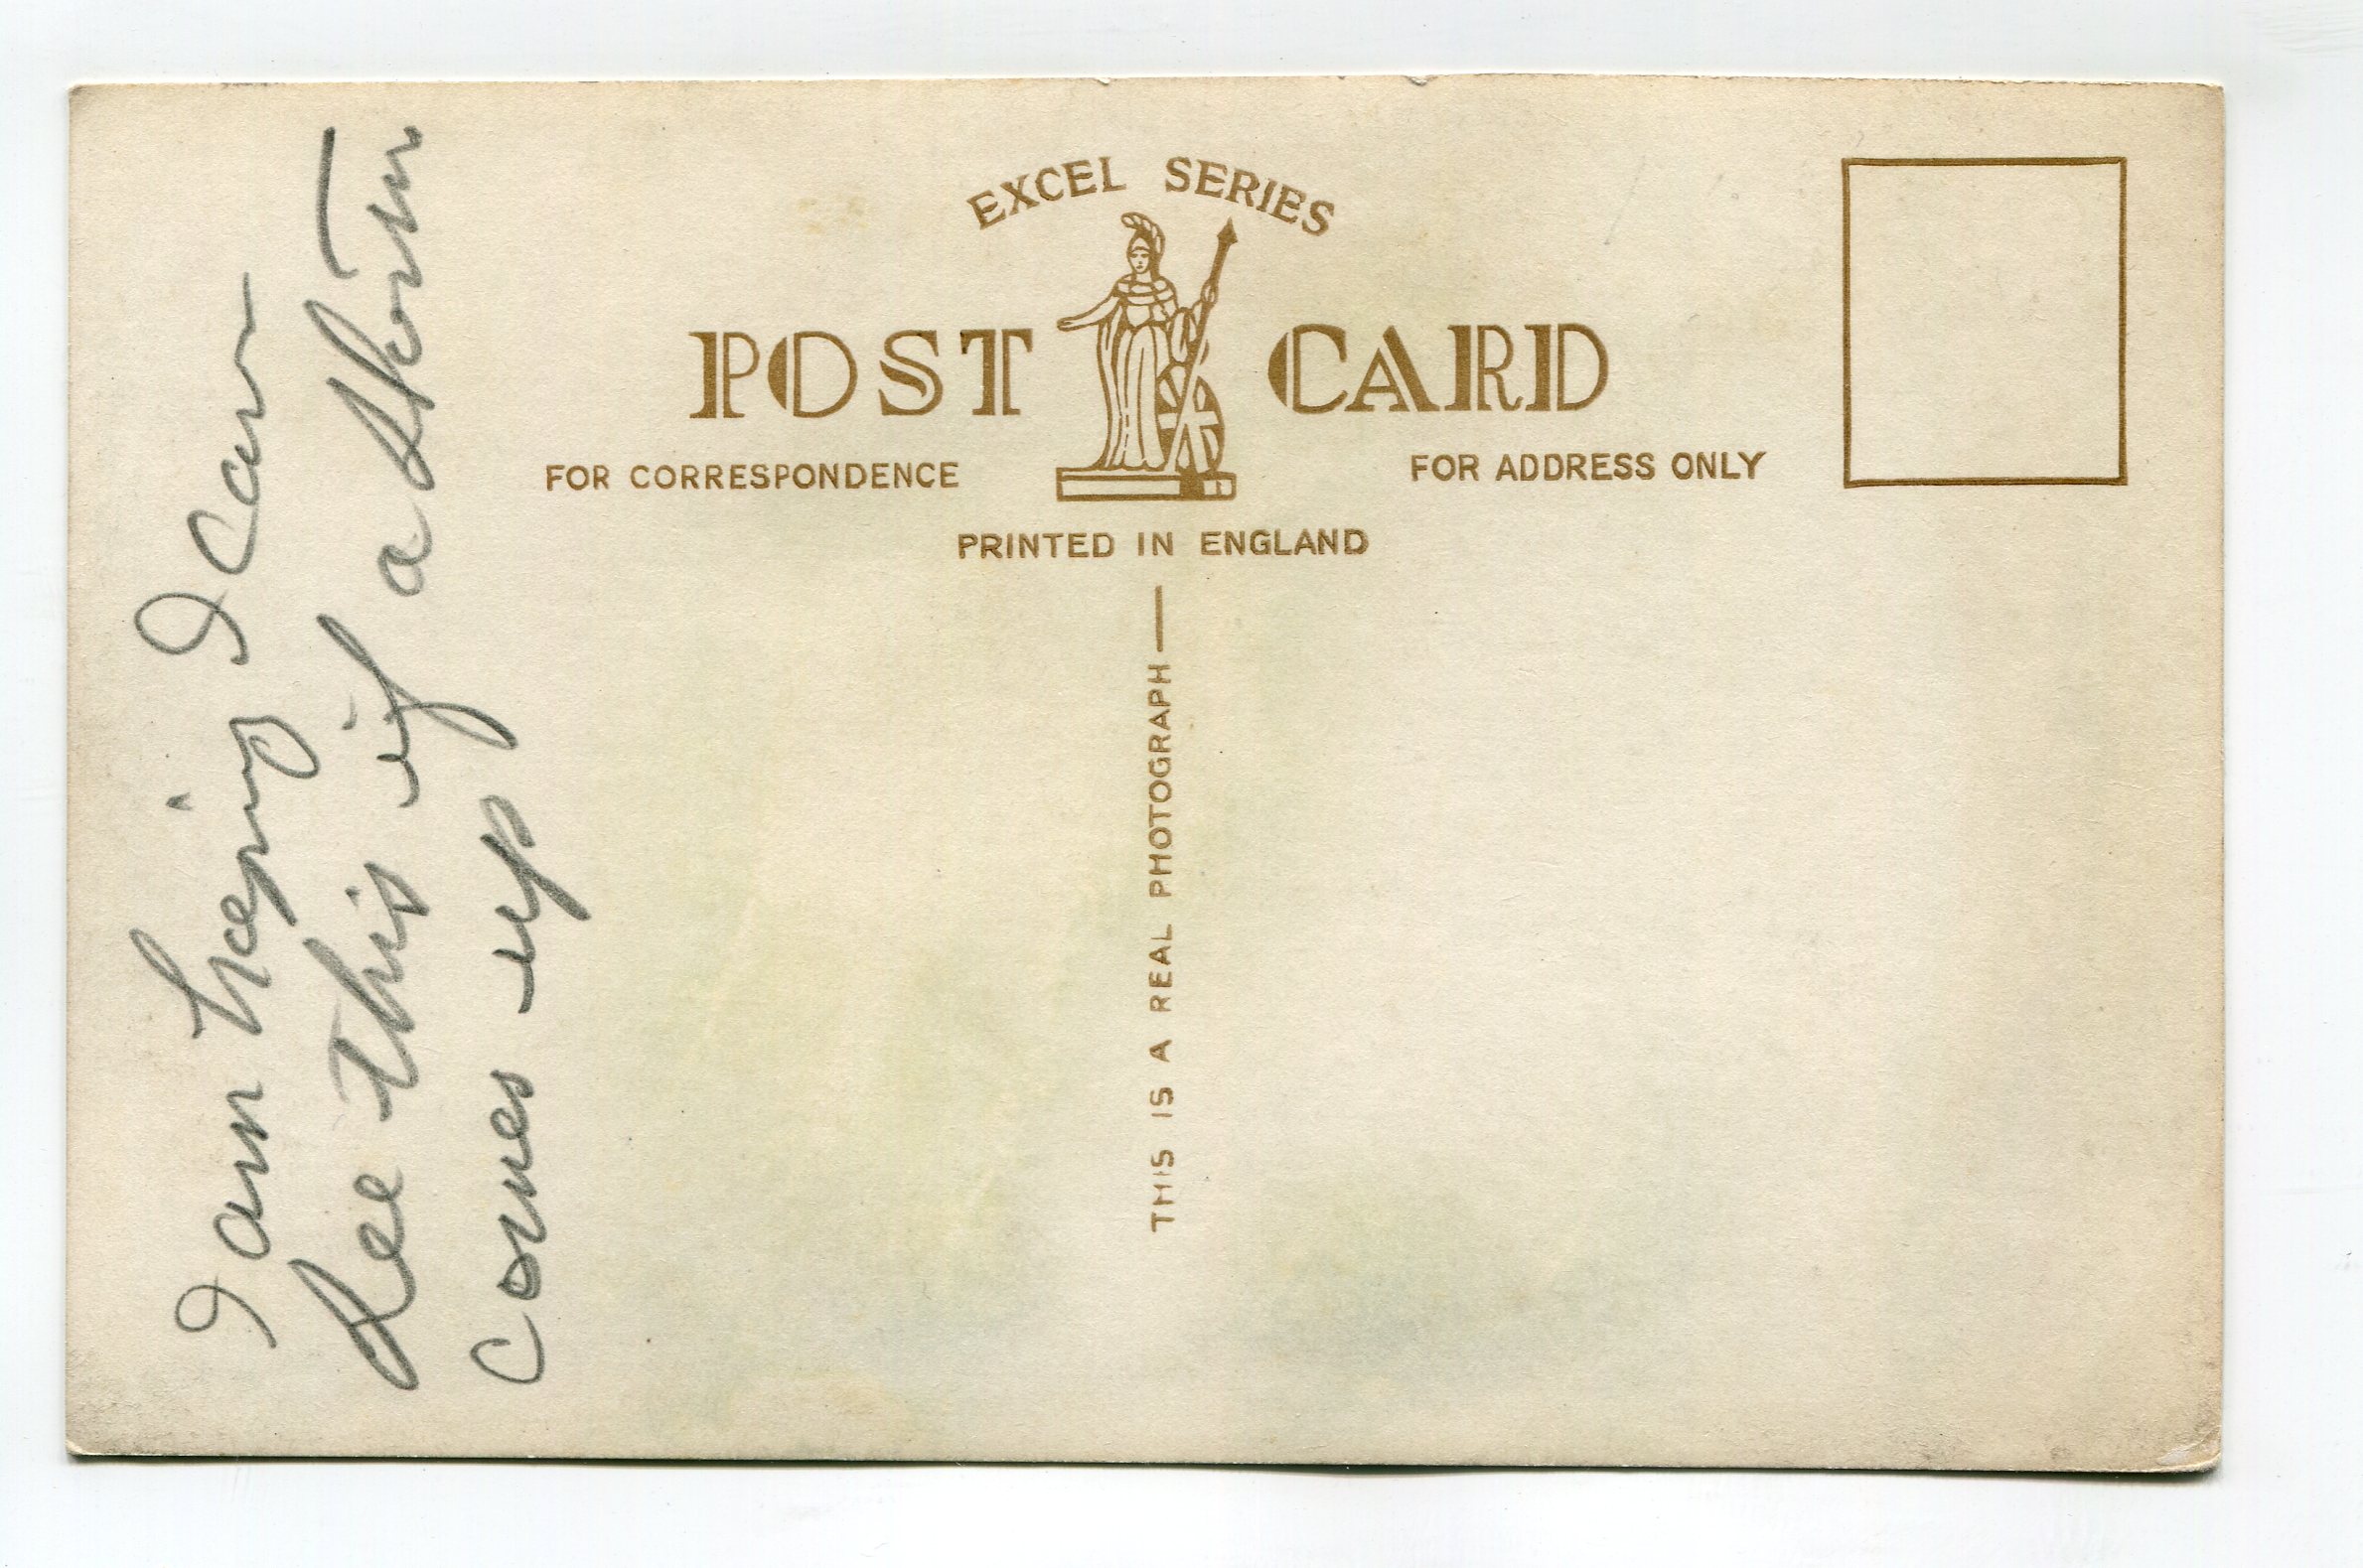 I am hoping I can
see this if a storm
comes up
EXCEL SERIES
POST CARD
FOR CORRESPONDENCE
FOR ADDRESS ONLY
PRINTED IN ENGLAND
THIS IS A REAL PHOTOGRAPH